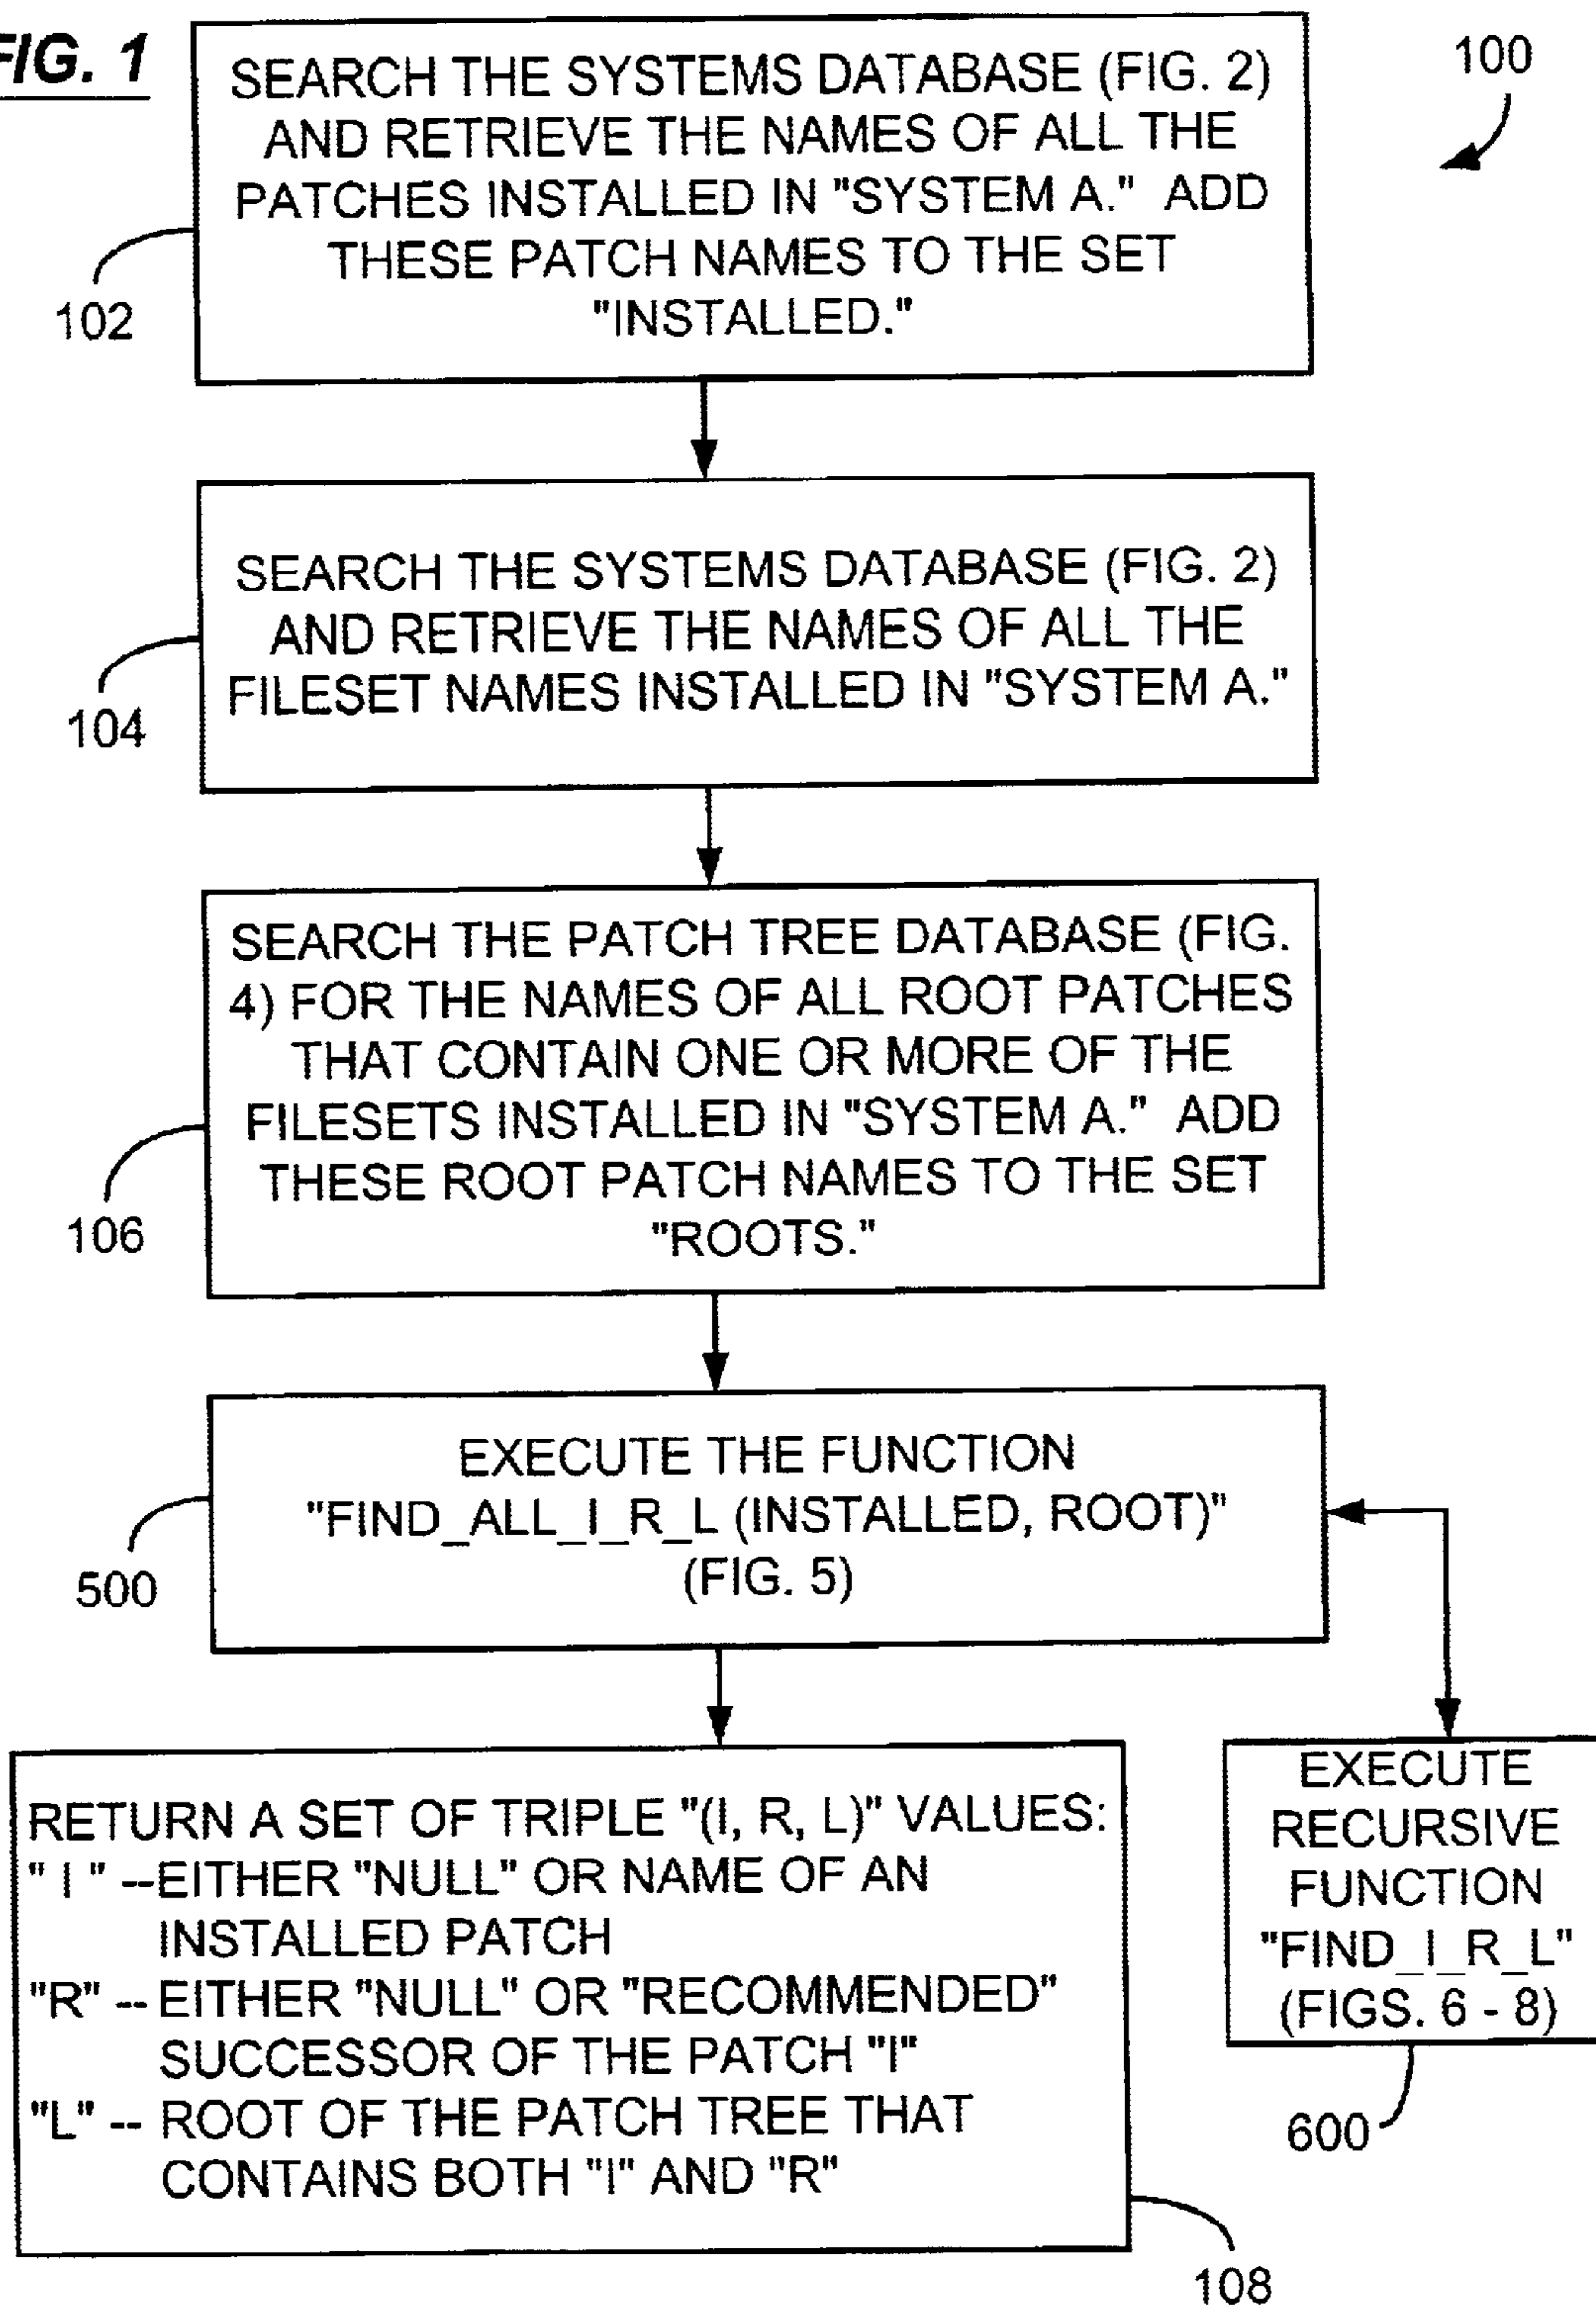 FIG. 1
100
SEARCH THE SYSTEMS DATABASE (FIG. 2)
AND RETRIEVE THE NAMES OF ALL THE
PATCHES INSTALLED IN "SYSTEM A." ADD
THESE PATCH NAMES TO THE SET
"INSTALLED."
102
SEARCH THE SYSTEMS DATABASE (FIG. 2)
AND RETRIEVE THE NAMES OF ALL THE
FILESET NAMES INSTALLED IN "SYSTEM A."
104
SEARCH THE PATCH TREE DATABASE (FIG.
4) FOR THE NAMES OF ALL ROOT PATCHES
THAT CONTAIN ONE OR MORE OF THE
FILESETS INSTALLED IN "SYSTEM A." ADD
THESE ROOT PATCH NAMES TO THE SET
"ROOTS."
106
EXECUTE THE FUNCTION
"FIND_ALL_I_R_L (INSTALLED, ROOT)"
(FIG. 5)
500
RETURN A SET OF TRIPLE "(I, R, L)" VALUES:
" I " --EITHER "NULL" OR NAME OF AN
INSTALLED PATCH
"R" -- EITHER "NULL" OR "RECOMMENDED"
SUCCESSOR OF THE PATCH "I"
"L" -- ROOT OF THE PATCH TREE THAT
CONTAINS BOTH "I" AND "R"
108
EXECUTE
RECURSIVE
FUNCTION
"FIND_I_R_L"
(FIGS. 6 - 8)
600